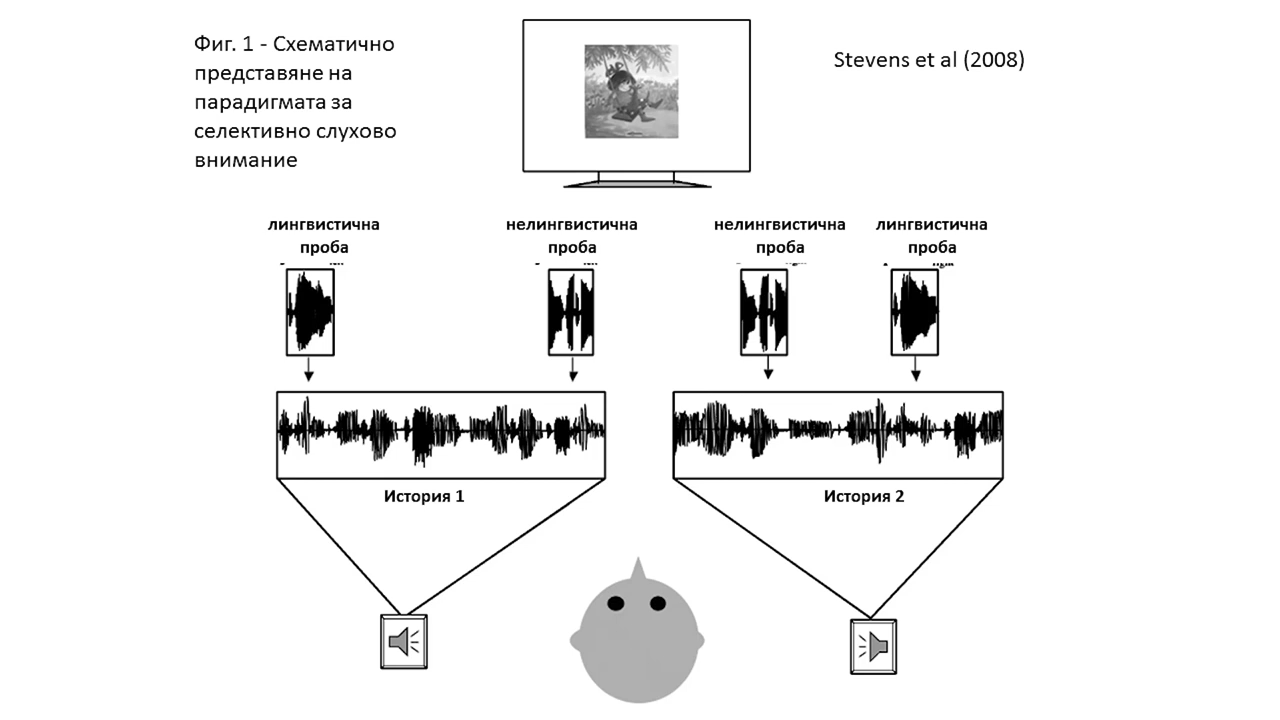 Фиг. 1 - Схематично
представяне на
парадигмата за
селективно слухово
внимание
Stevens et al (2008)
лингвистична
проба
нелингвистична
проба
нелингвистична
проба
лингвистична
проба
История 1
История 2